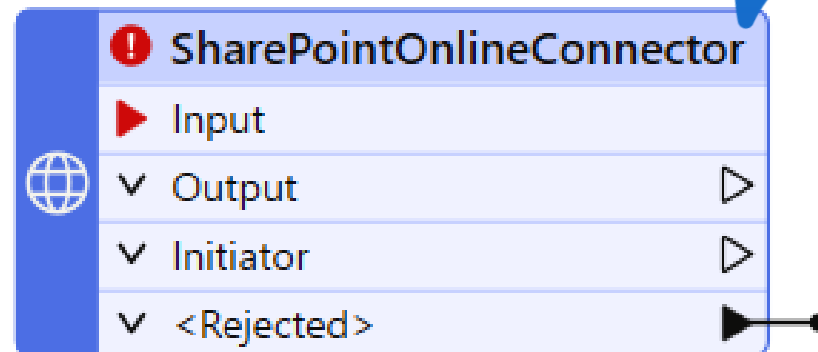 SharePointOnlineConnector
Input
Output
Initiator
<Rejected>